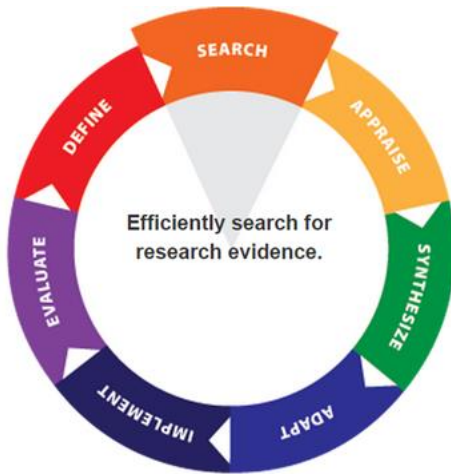 SEARCH
APPRAISE
SYNTHESIZE
ADAPT
IMPLEMENT
EVALUATE
DEFINE
Efficiently search for
research evidence.